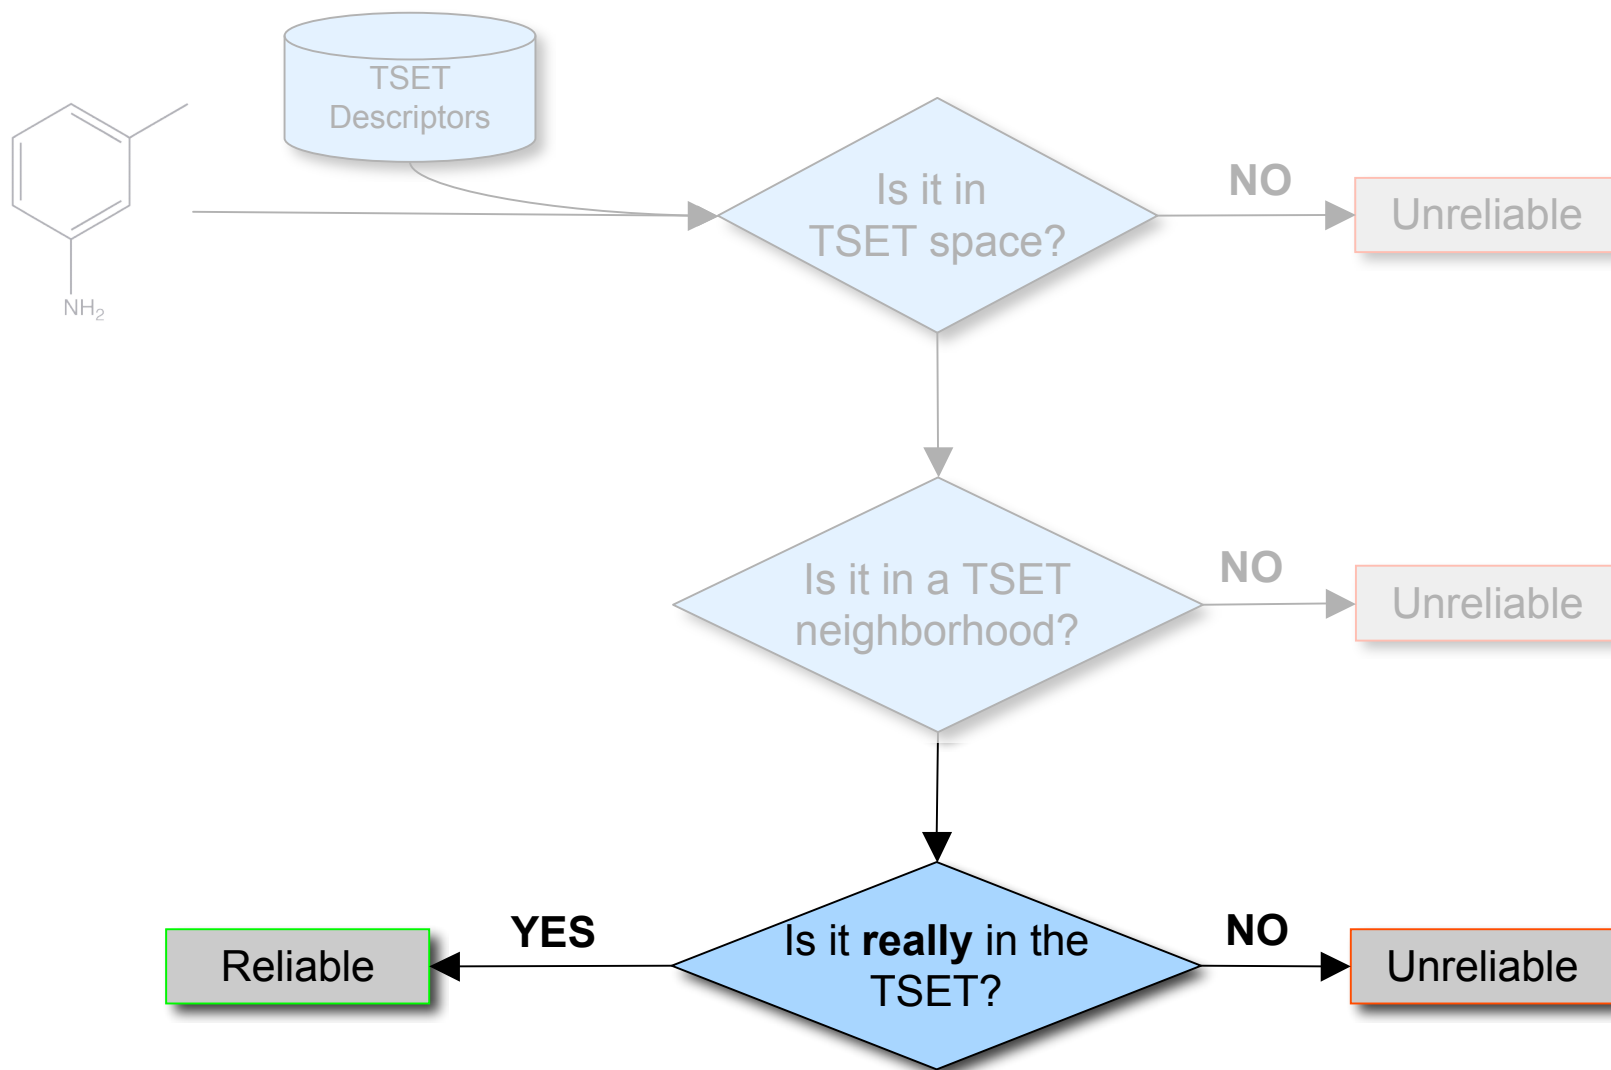 TSET
Descriptors
NH₂
Is it in
TSET space?
NO
Unreliable
Is it in a TSET
neighborhood?
NO
Unreliable
YES
Reliable
Is it really in the
TSET?
NO
Unreliable